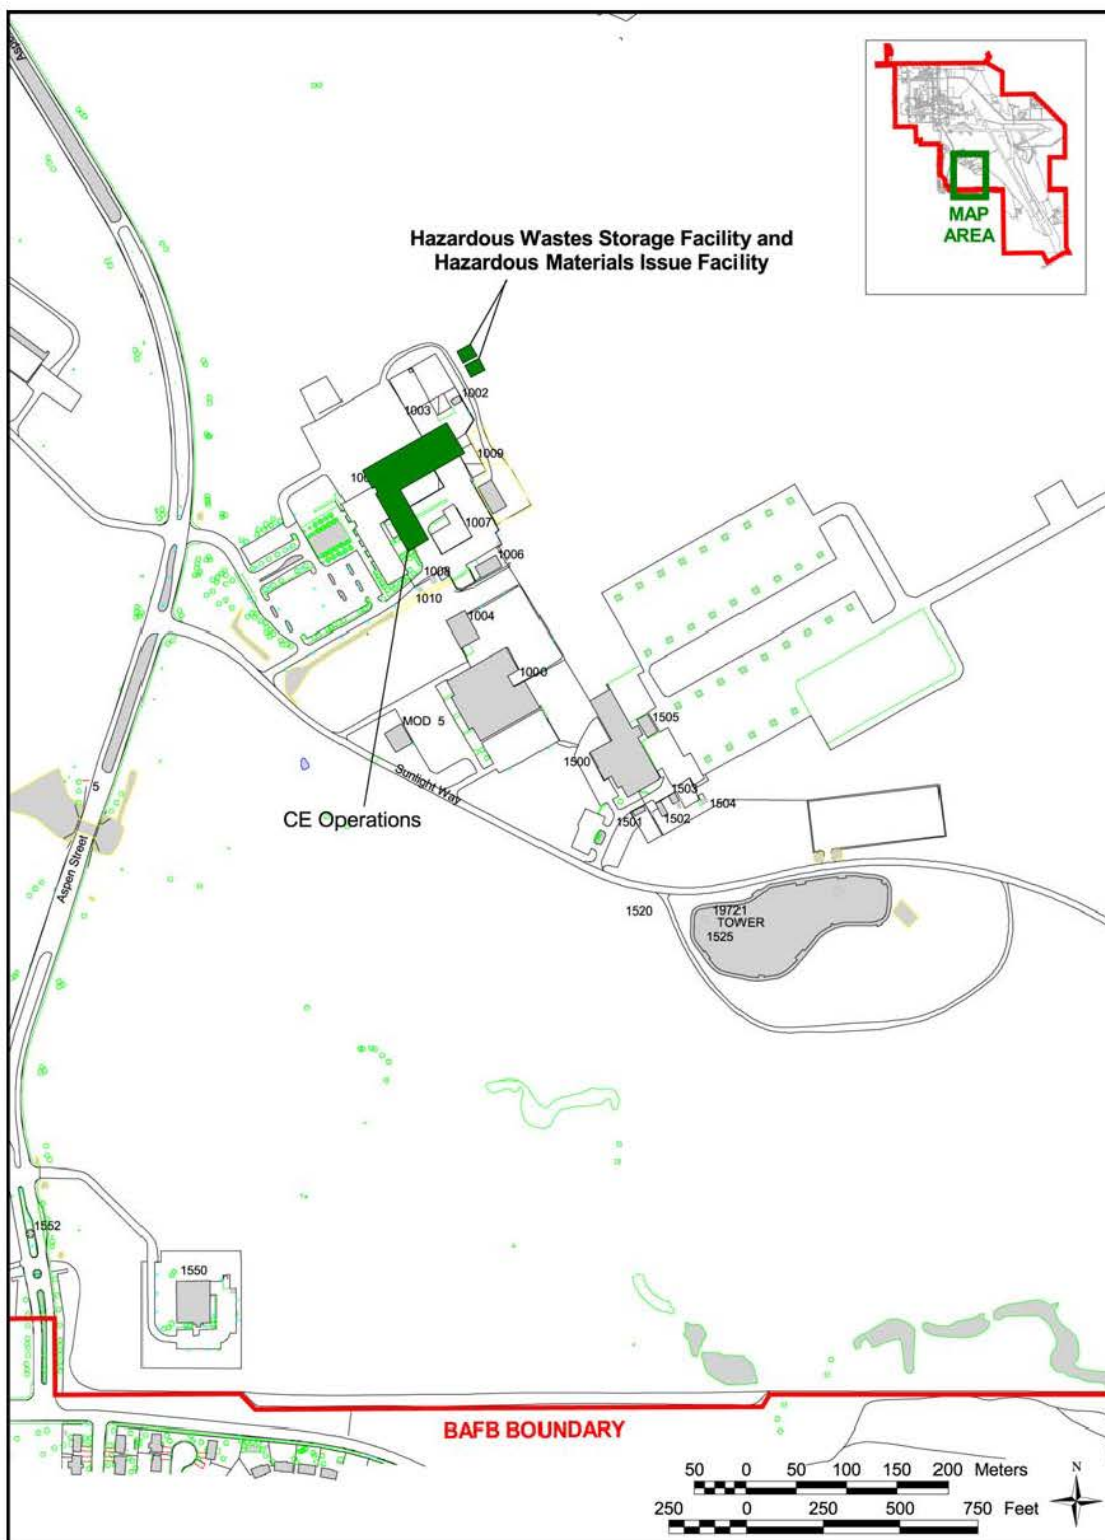 Aspen
MAP
AREA
Hazardous Wastes Storage Facility and
Hazardous Materials Issue Facility
1002
1003
1009
1007
1006
1008
1010
1004
1000
MOD 5
1505
1500
Sunlight Way
1503
1504
1502
1501
CE Operations
5
Aspen Street
1520
19721
TOWER
1525
1552
1550
BAFB BOUNDARY
50 0 50 100 150 200 Meters
N
250 0 250 500 750 Feet